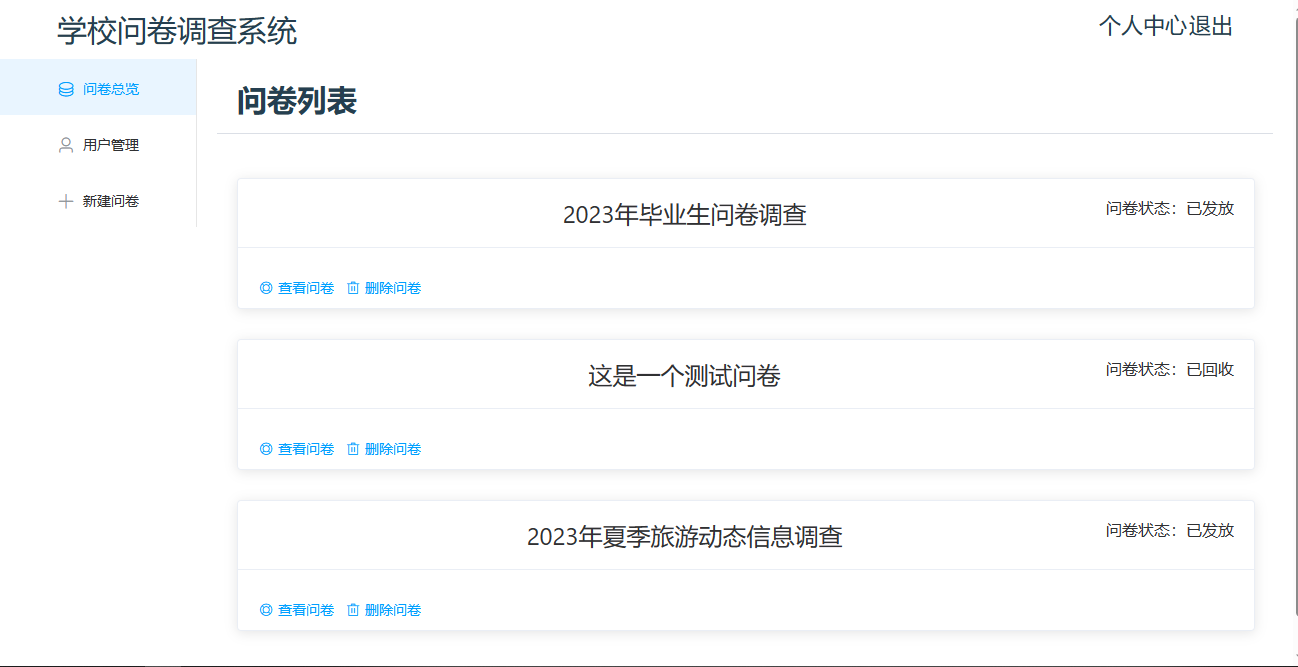 学校问卷调查系统
个人中心退出
问卷总览
用户管理
新建问卷
问卷列表
2023年毕业生问卷调查
问卷状态：已发放
查看问卷 删除问卷
这是一个测试问卷
问卷状态：已回收
查看问卷 删除问卷
2023年夏季旅游动态信息调查
问卷状态：已发放
查看问卷 删除问卷